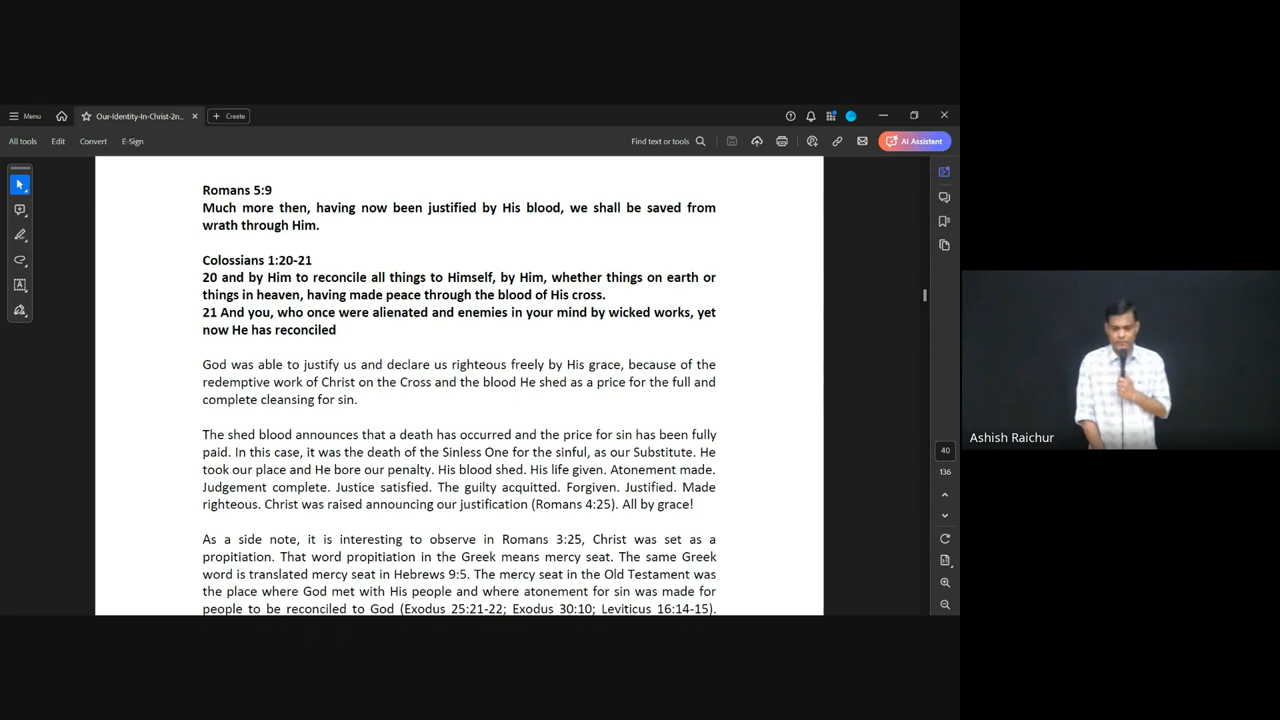 Menu
Our-Identity-In-Christ-2n...
Create
All tools
Edit
Convert
E-Sign
Find text or tools
AI Assistant
Romans 5:9
Much more then, having now been justified by His blood, we shall be saved from
wrath through Him.
Colossians 1:20-21
20 and by Him to reconcile all things to Himself, by Him, whether things on earth or
things in heaven, having made peace through the blood of His cross.
21 And you, who once were alienated and enemies in your mind by wicked works, yet
now He has reconciled
God was able to justify us and declare us righteous freely by His grace, because of the
redemptive work of Christ on the Cross and the blood He shed as a price for the full and
complete cleansing for sin.
The shed blood announces that a death has occurred and the price for sin has been fully
paid. In this case, it was the death of the Sinless One for the sinful, as our Substitute. He
took our place and He bore our penalty. His blood shed. His life given. Atonement made.
Judgement complete. Justice satisfied. The guilty acquitted. Forgiven. Justified. Made
righteous. Christ was raised announcing our justification (Romans 4:25). All by grace!
As a side note, it is interesting to observe in Romans 3:25, Christ was set as a
propitiation. That word propitiation in the Greek means mercy seat. The same Greek
word is translated mercy seat in Hebrews 9:5. The mercy seat in the Old Testament was
the place where God met with His people and where atonement for sin was made for
people to be reconciled to God (Exodus 25:21-22; Exodus 30:10; Leviticus 16:14-15).
40
136
Ashish Raichur